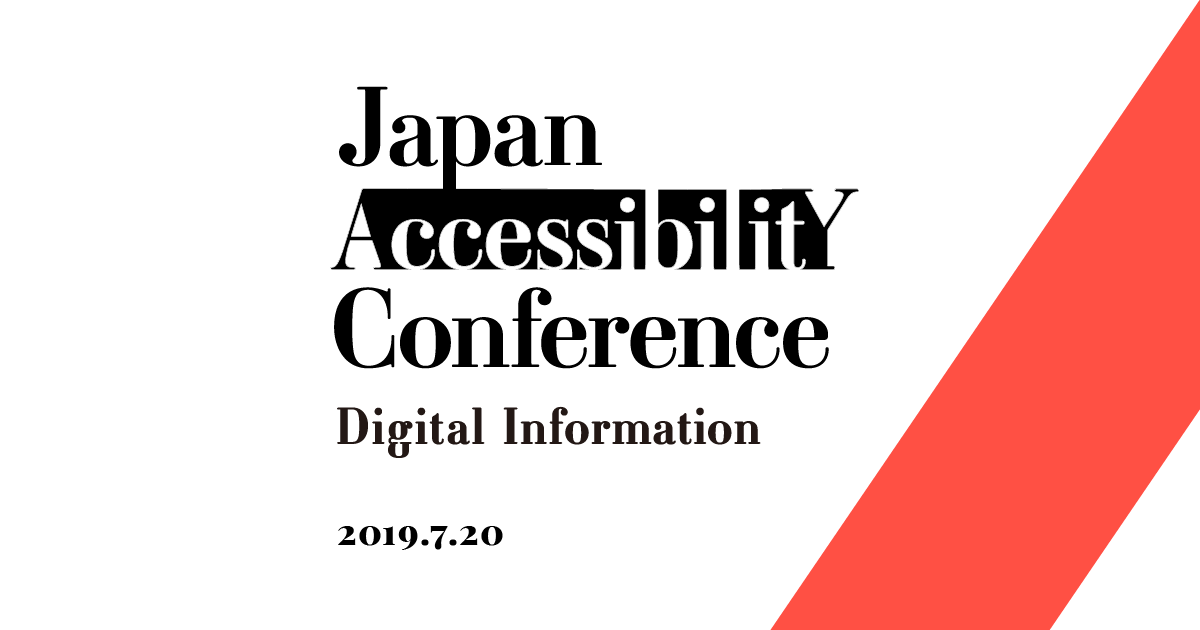 Japan
AccessibilitY
Conference
Digital Information
2019.7.20